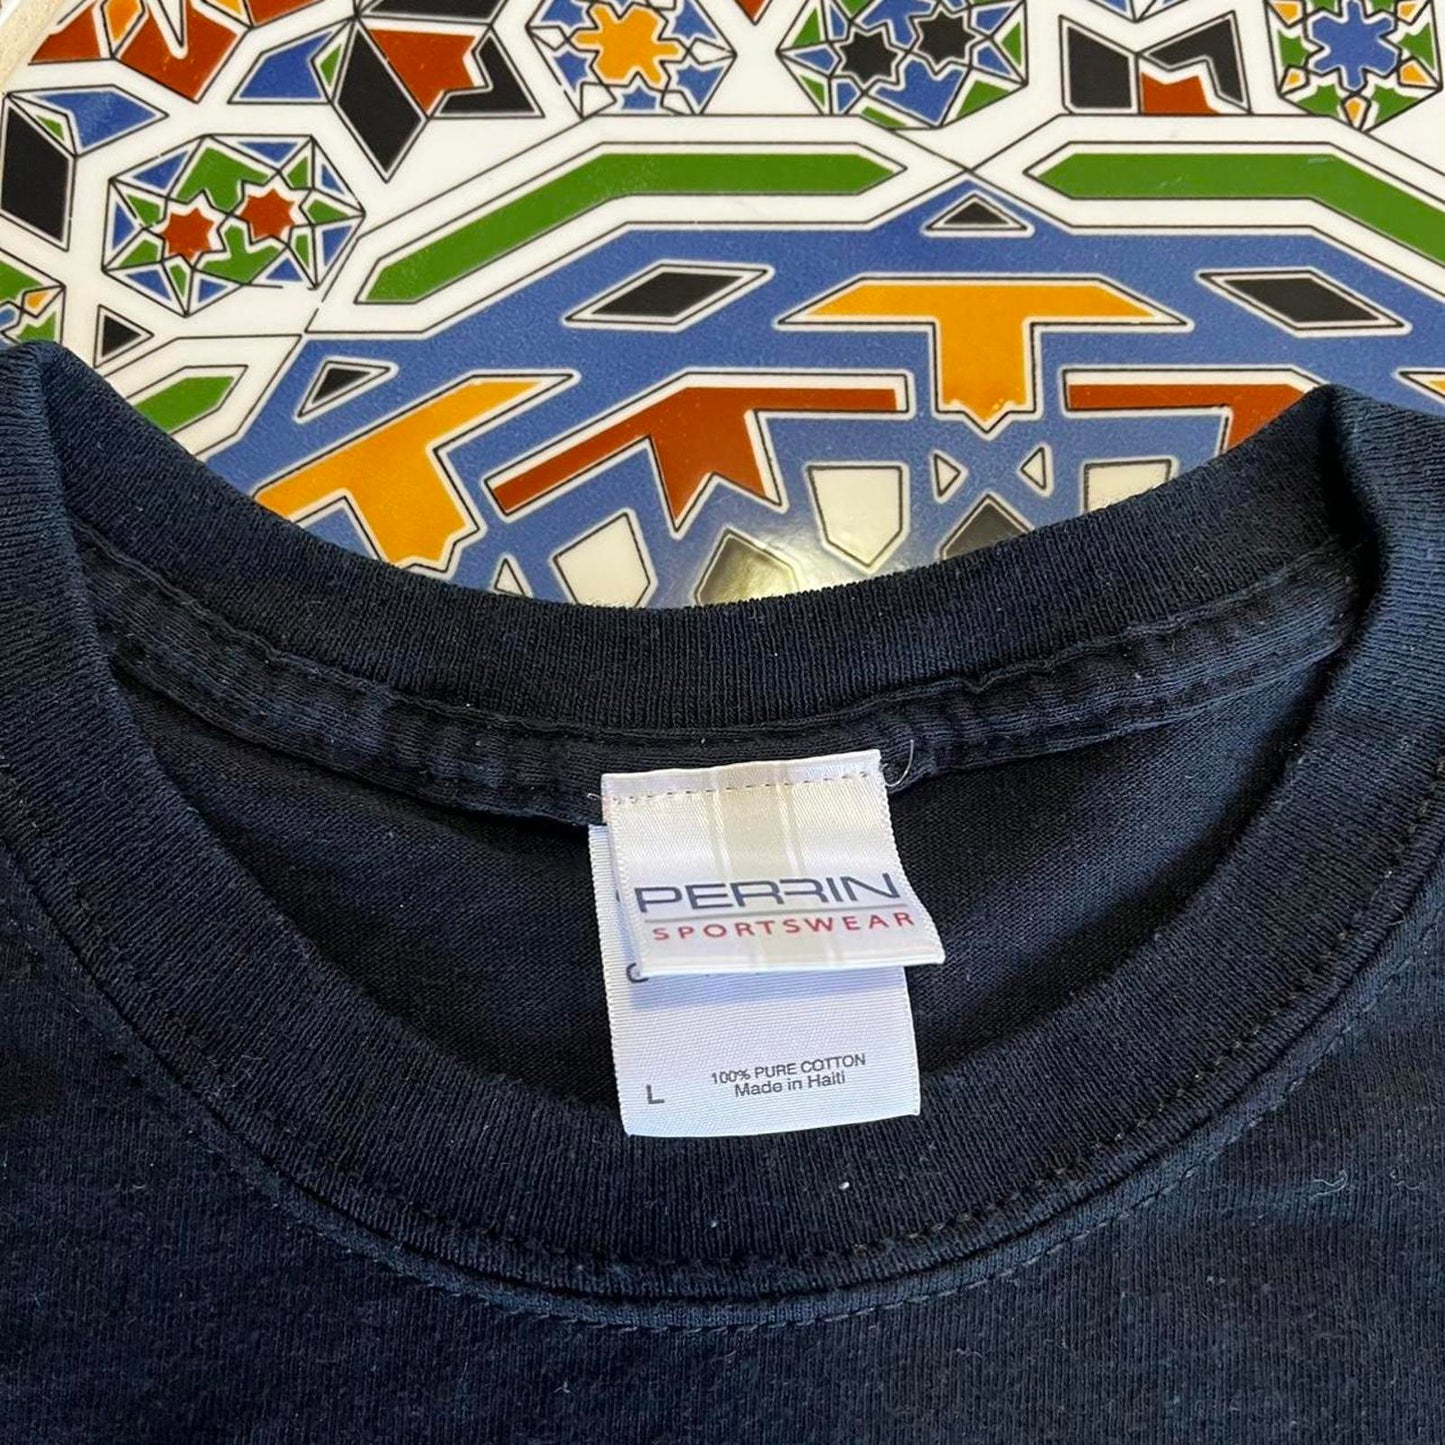 PERRIN
SPORTSWEAR
L
100% PURE COTTON
Made in Haiti